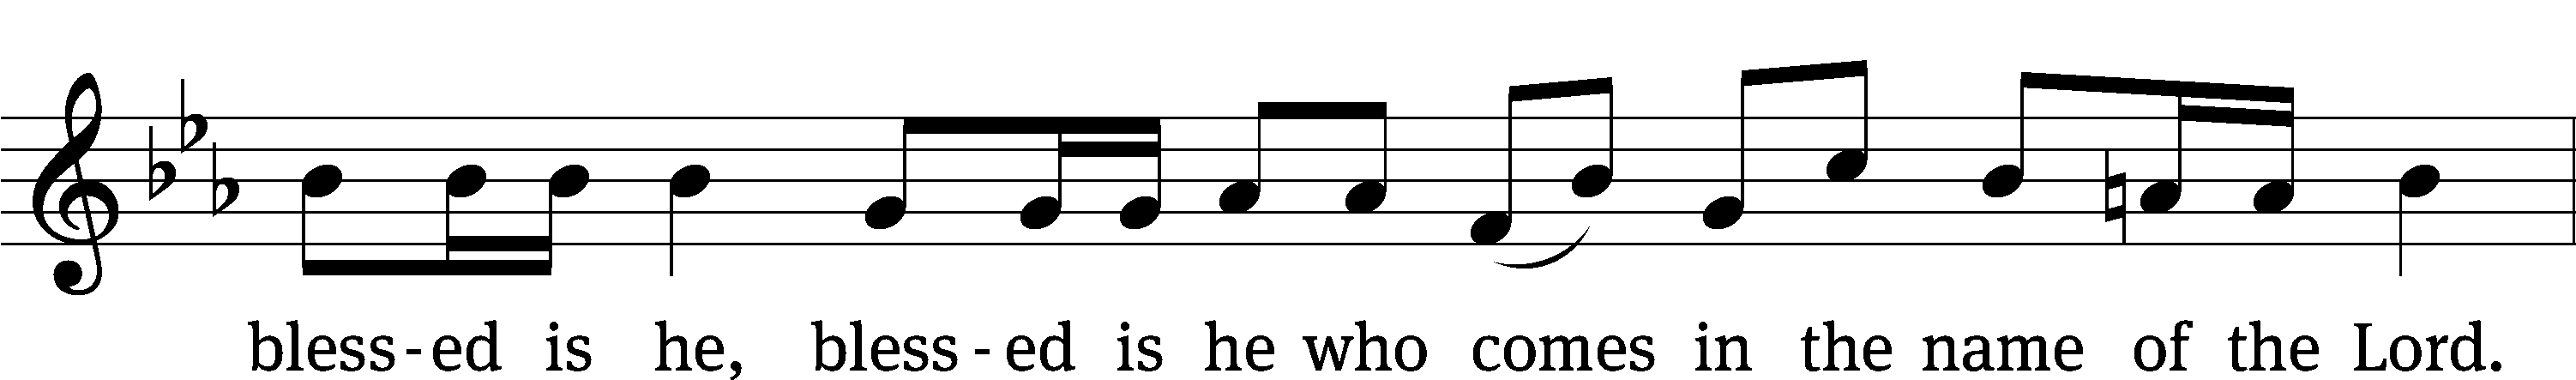 bless-ed is he, bless-ed is he who comes in the name of the Lord.